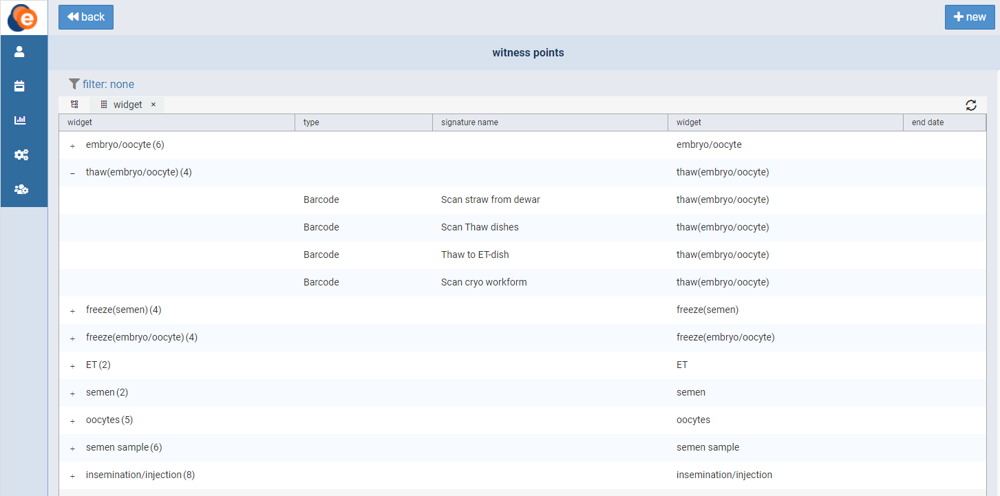 e
back
new
witness points
filter: none
widget ×
widget type signature name widget end date
+ embryo/oocyte (6) embryo/oocyte
– thaw(embryo/oocyte) (4) thaw(embryo/oocyte)
Barcode Scan straw from dewar thaw(embryo/oocyte)
Barcode Scan Thaw dishes thaw(embryo/oocyte)
Barcode Thaw to ET-dish thaw(embryo/oocyte)
Barcode Scan cryo workform thaw(embryo/oocyte)
+ freeze(semen) (4) freeze(semen)
+ freeze(embryo/oocyte) (4) freeze(embryo/oocyte)
+ ET (2) ET
+ semen (2) semen
+ oocytes (5) oocytes
+ semen sample (6) semen sample
+ insemination/injection (8) insemination/injection